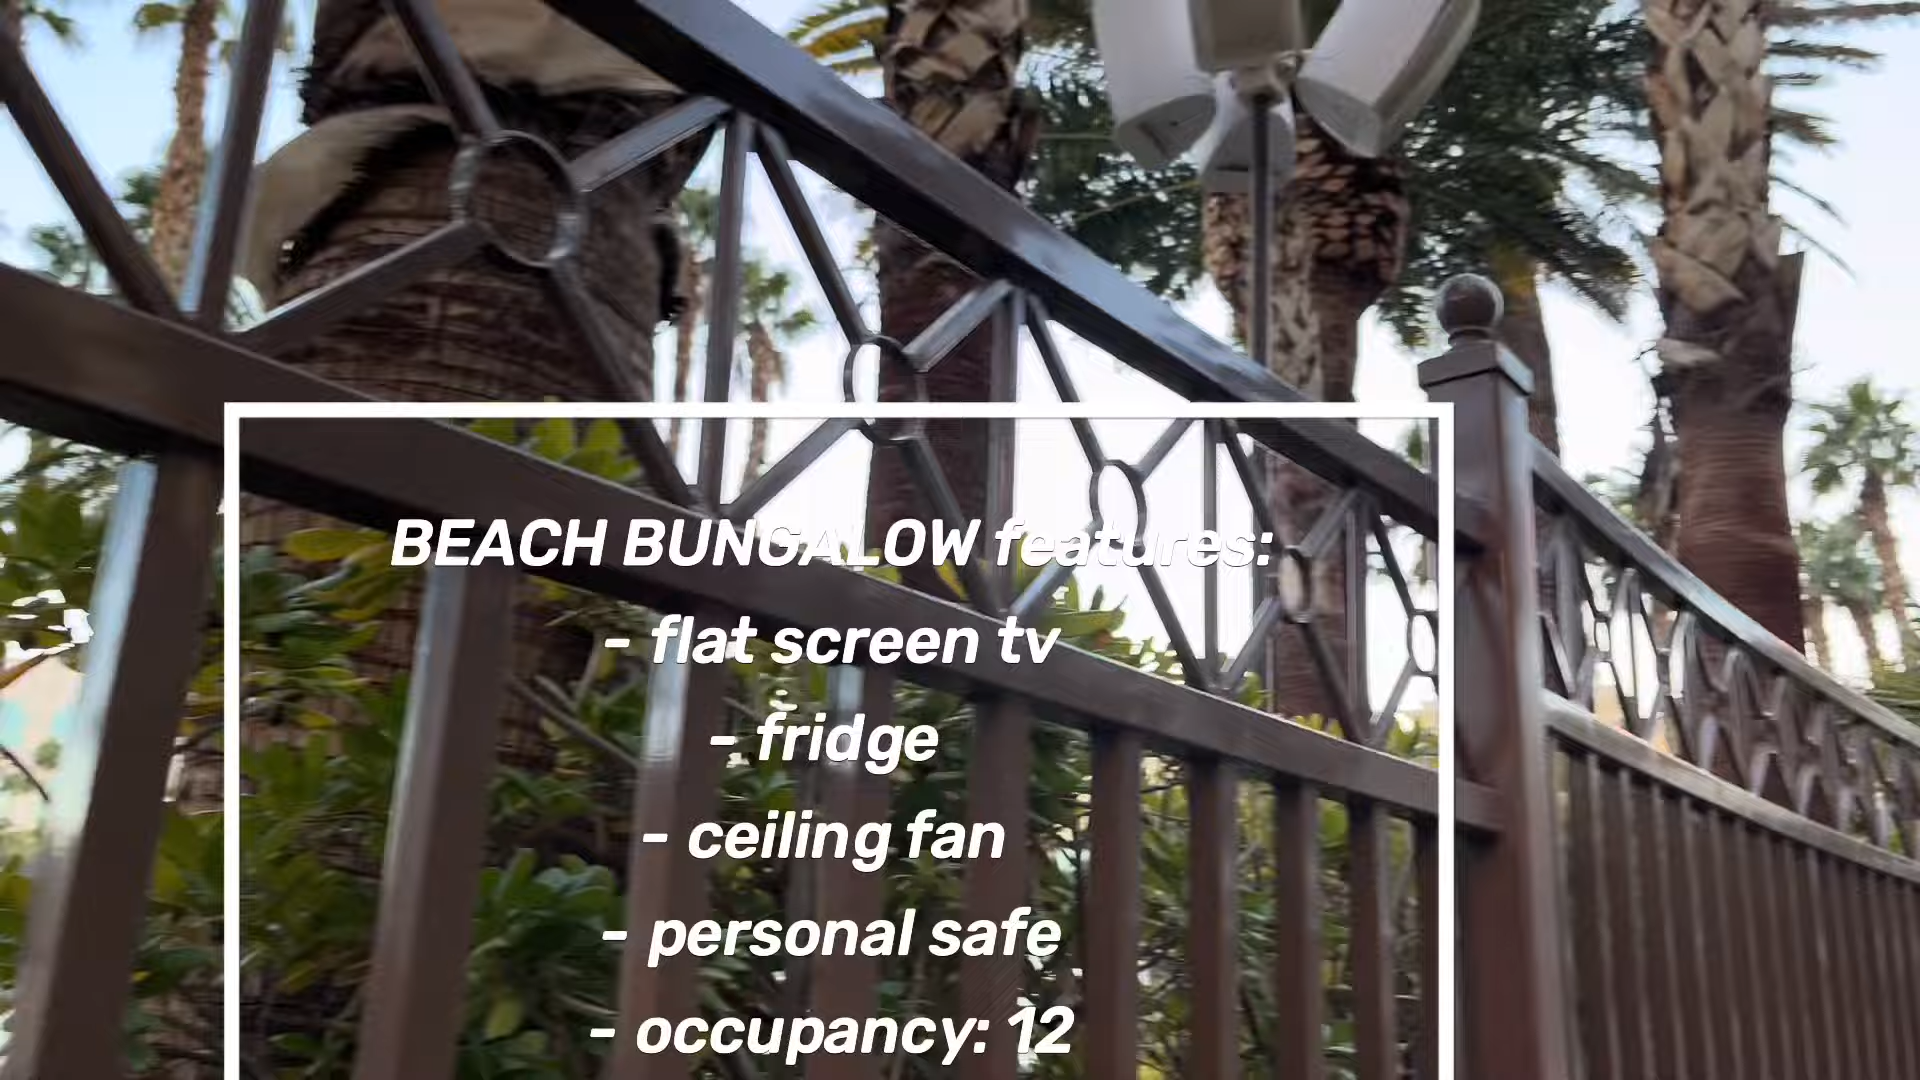 BEACH BUNGALOW features:
- flat screen tv
- fridge
- ceiling fan
- personal safe
- occupancy: 12